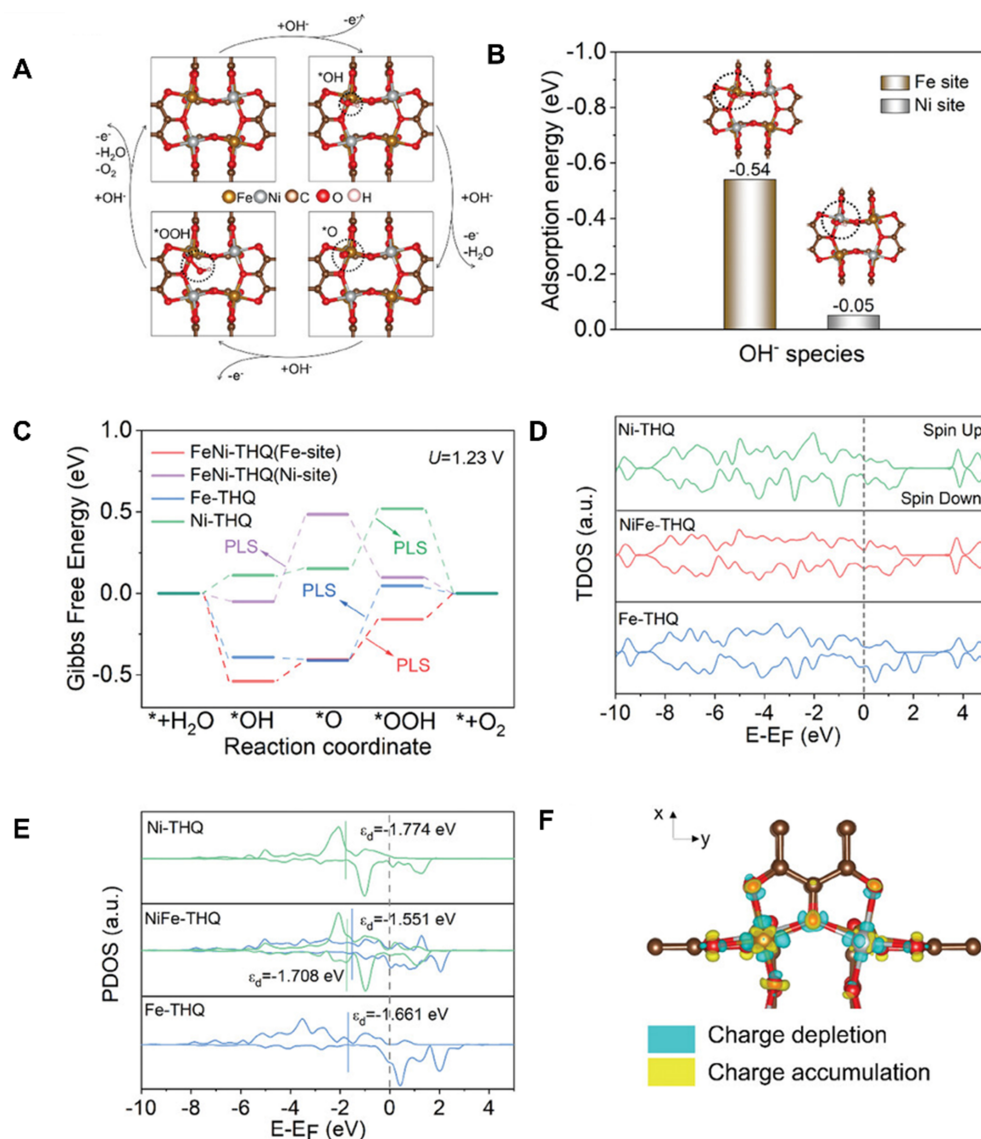 A
+OH⁻
-e⁻
*OH
-e⁻
-H₂O
-O₂
+OH⁻
Fe Ni C O H
+OH⁻
-e⁻
-H₂O
*OOH
*O
-e⁻
+OH⁻
B
Adsorption energy (eV)
-1.0
-0.8
-0.6
-0.4
-0.2
0.0
Fe site
Ni site
-0.54
-0.05
OH⁻ species
C
Gibbs Free Energy (eV)
1.0
0.5
0.0
-0.5
FeNi-THQ(Fe-site)
FeNi-THQ(Ni-site)
Fe-THQ
Ni-THQ
U=1.23 V
PLS
PLS
PLS
PLS
*+H₂O *OH *O *OOH *+O₂
Reaction coordinate
D
TDOS (a.u.)
Ni-THQ
Spin Up
Spin Down
NiFe-THQ
Fe-THQ
-10 -8 -6 -4 -2 0 2 4
E-E_F (eV)
E
PDOS (a.u.)
Ni-THQ
ε_d=-1.774 eV
NiFe-THQ
ε_d=-1.551 eV
ε_d=-1.708 eV
Fe-THQ
ε_d=-1.661 eV
-10 -8 -6 -4 -2 0 2 4
E-E_F (eV)
F
x
y
Charge depletion
Charge accumulation